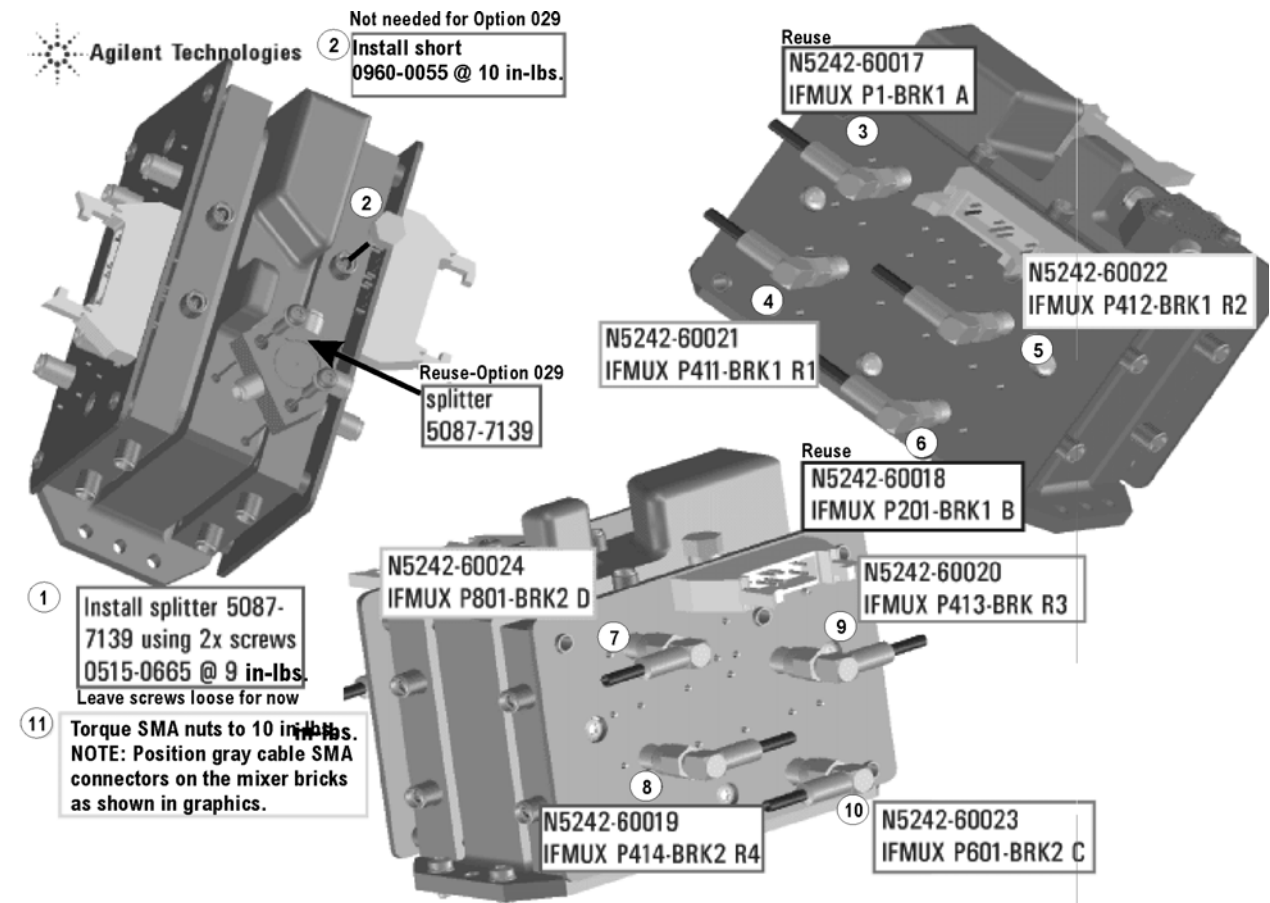 Agilent Technologies
Not needed for Option 029
2
Install short
0960-0055 @ 10 in-lbs.
2
Reuse-Option 029
splitter
5087-7139
1
Install splitter 5087-
7139 using 2x screws
0515-0665 @ 9 in-lbs.
Leave screws loose for now
11
Torque SMA nuts to 10 in-lbs.
NOTE: Position gray cable SMA
connectors on the mixer bricks
as shown in graphics.
Reuse
N5242-60017
IFMUX P1-BRK1 A
3
4
N5242-60021
IFMUX P411-BRK1 R1
N5242-60022
IFMUX P412-BRK1 R2
5
6
Reuse
N5242-60018
IFMUX P201-BRK1 B
N5242-60024
IFMUX P801-BRK2 D
N5242-60020
IFMUX P413-BRK R3
7
9
8
N5242-60019
IFMUX P414-BRK2 R4
10
N5242-60023
IFMUX P601-BRK2 C